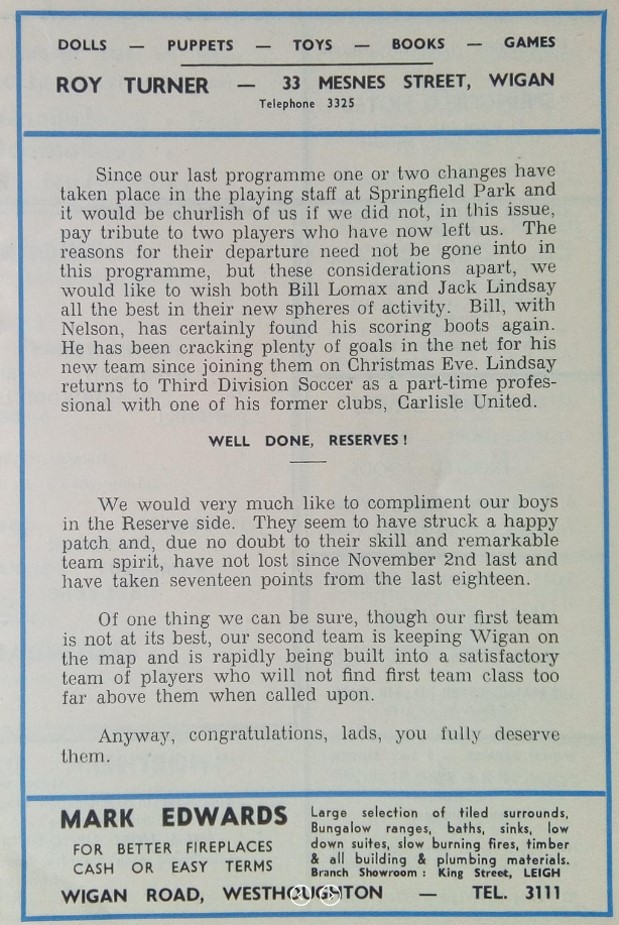 DOLLS — PUPPETS — TOYS — BOOKS — GAMES
ROY TURNER — 33 MESNES STREET, WIGAN
Telephone 3325
Since our last programme one or two changes have
taken place in the playing staff at Springfield Park and
it would be churlish of us if we did not, in this issue,
pay tribute to two players who have now left us. The
reasons for their departure need not be gone into in
this programme, but these considerations apart, we
would like to wish both Bill Lomax and Jack Lindsay
all the best in their new spheres of activity. Bill, with
Nelson, has certainly found his scoring boots again.
He has been cracking plenty of goals in the net for his
new team since joining them on Christmas Eve. Lindsay
returns to Third Division Soccer as a part-time profes-
sional with one of his former clubs, Carlisle United.
WELL DONE, RESERVES!
We would very much like to compliment our boys
in the Reserve side. They seem to have struck a happy
patch and, due no doubt to their skill and remarkable
team spirit, have not lost since November 2nd last and
have taken seventeen points from the last eighteen.
Of one thing we can be sure, though our first team
is not at its best, our second team is keeping Wigan on
the map and is rapidly being built into a satisfactory
team of players who will not find first team class too
far above them when called upon.
Anyway, congratulations, lads, you fully deserve
them.
MARK EDWARDS
FOR BETTER FIREPLACES
CASH OR EASY TERMS
Large selection of tiled surrounds,
Bungalow ranges, baths, sinks, low
down suites, slow burning fires, timber
& all building & plumbing materials.
Branch Showroom : King Street, LEIGH
WIGAN ROAD, WESTHOUGHTON — TEL. 3111